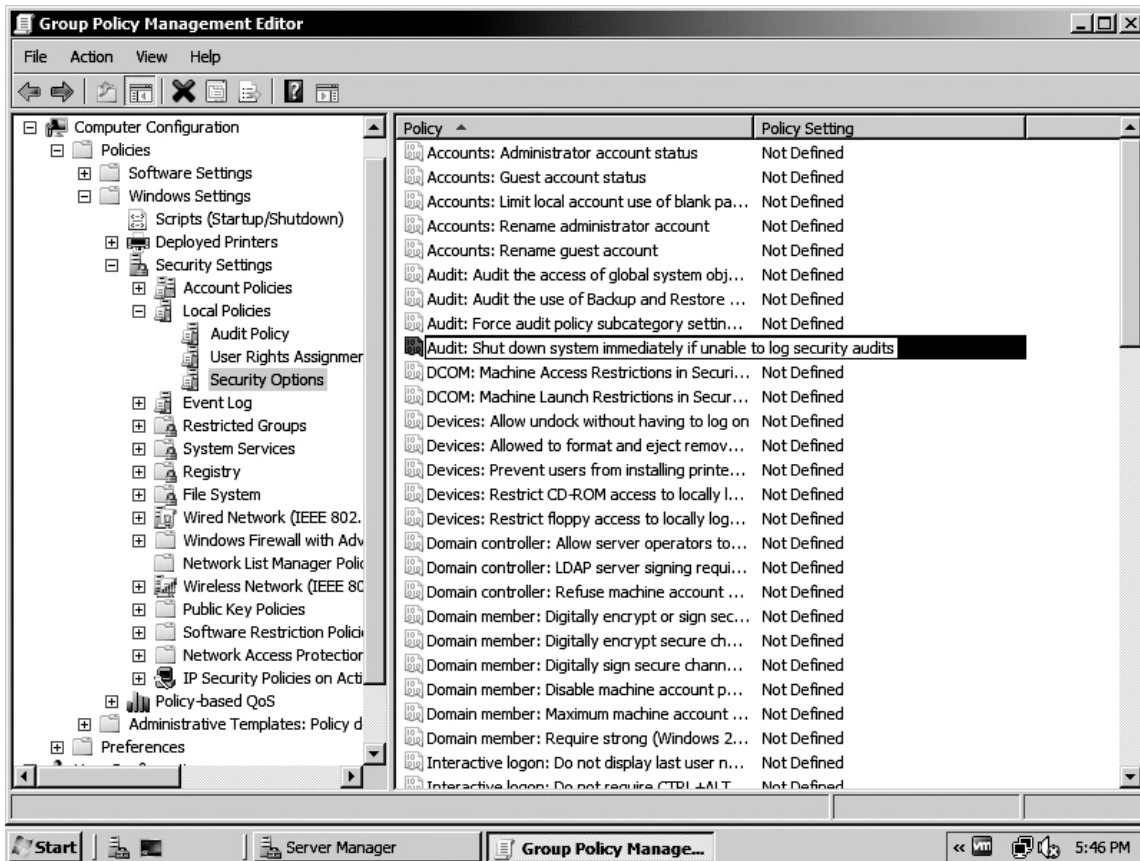 Group Policy Management Editor
File Action View Help
Computer Configuration
Policies
Software Settings
Windows Settings
Scripts (Startup/Shutdown)
Deployed Printers
Security Settings
Account Policies
Local Policies
Audit Policy
User Rights Assignmer
Security Options
Event Log
Restricted Groups
System Services
Registry
File System
Wired Network (IEEE 802.
Windows Firewall with Adv
Network List Manager Polic
Wireless Network (IEEE 80
Public Key Policies
Software Restriction Polici
Network Access Protection
IP Security Policies on Acti
Policy-based QoS
Administrative Templates: Policy d
Preferences
Policy Policy Setting
Accounts: Administrator account status Not Defined
Accounts: Guest account status Not Defined
Accounts: Limit local account use of blank pa... Not Defined
Accounts: Rename administrator account Not Defined
Accounts: Rename guest account Not Defined
Audit: Audit the access of global system obj... Not Defined
Audit: Audit the use of Backup and Restore ... Not Defined
Audit: Force audit policy subcategory settin... Not Defined
Audit: Shut down system immediately if unable to log security audits
DCOM: Machine Access Restrictions in Securi... Not Defined
DCOM: Machine Launch Restrictions in Secur... Not Defined
Devices: Allow undock without having to log on Not Defined
Devices: Allowed to format and eject remov... Not Defined
Devices: Prevent users from installing printe... Not Defined
Devices: Restrict CD-ROM access to locally l... Not Defined
Devices: Restrict floppy access to locally log... Not Defined
Domain controller: Allow server operators to... Not Defined
Domain controller: LDAP server signing requi... Not Defined
Domain controller: Refuse machine account ... Not Defined
Domain member: Digitally encrypt or sign sec... Not Defined
Domain member: Digitally encrypt secure ch... Not Defined
Domain member: Digitally sign secure chann... Not Defined
Domain member: Disable machine account p... Not Defined
Domain member: Maximum machine account ... Not Defined
Domain member: Require strong (Windows 2... Not Defined
Interactive logon: Do not display last user n... Not Defined
Interactive logon: Do not require CTRL+ALT Not Defined
Start Server Manager Group Policy Manage... « vm 5:46 PM